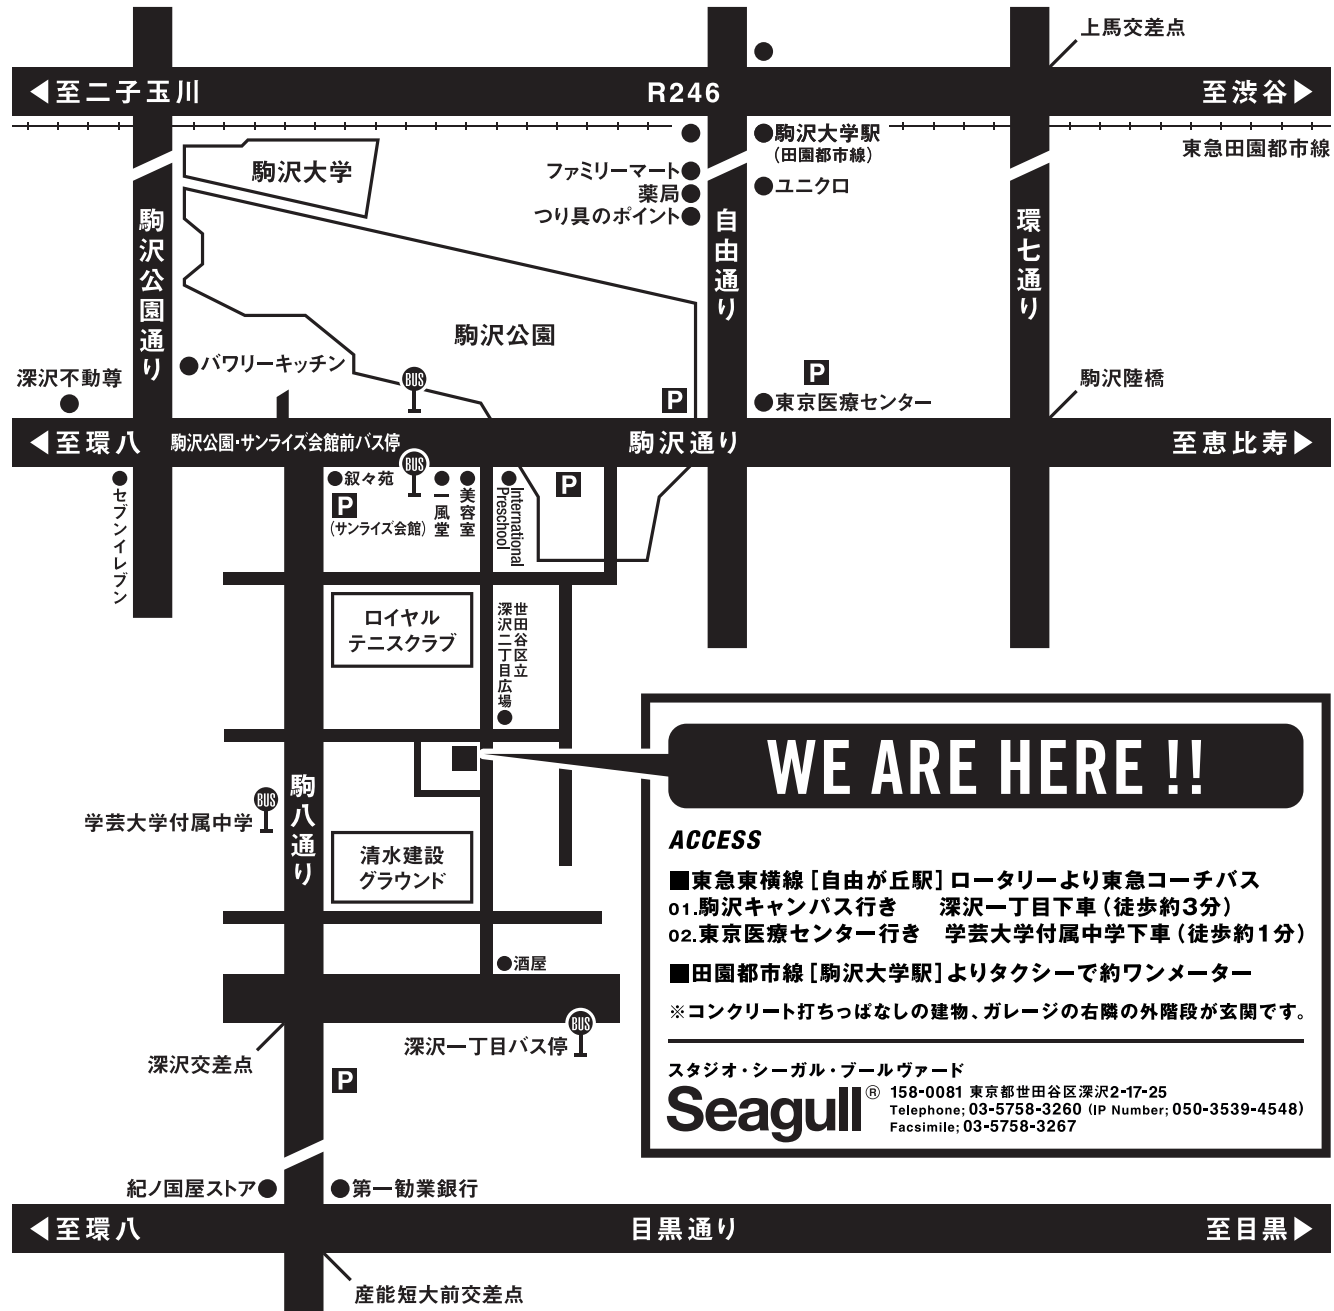 上馬交差点
◀至二子玉川
R246
至渋谷▶
東急田園都市線
駒沢大学駅
(田園都市線)
駒沢大学
ファミリーマート
薬局
つり具のポイント
ユニクロ
駒沢公園通り
自由通り
環七通り
駒沢公園
バワリーキッチン
深沢不動尊
BUS
P
P
東京医療センター
駒沢陸橋
◀至環八
駒沢公園・サンライズ会館前バス停
駒沢通り
至恵比寿▶
セブンイレブン
叙々苑
P
(サンライズ会館)
BUS
一風堂
美容室
International
Preschool
P
ロイヤル
テニスクラブ
世田谷区立
深沢二丁目広場
駒八通り
BUS
学芸大学付属中学
清水建設
グラウンド
酒屋
深沢交差点
深沢一丁目バス停
BUS
P
紀ノ国屋ストア
第一勧業銀行
◀至環八
目黒通り
至目黒▶
産能短大前交差点
WE ARE HERE !!
ACCESS
■東急東横線[自由が丘駅]ロータリーより東急コーチバス
01.駒沢キャンパス行き 深沢一丁目下車(徒歩約3分)
02.東京医療センター行き 学芸大学付属中学下車(徒歩約1分)
■田園都市線[駒沢大学駅]よりタクシーで約ワンメーター
※コンクリート打ちっぱなしの建物、ガレージの右隣の外階段が玄関です。
スタジオ・シーガル・ブールヴァード
Seagull®
158-0081 東京都世田谷区深沢2-17-25
Telephone; 03-5758-3260 (IP Number; 050-3539-4548)
Facsimile; 03-5758-3267